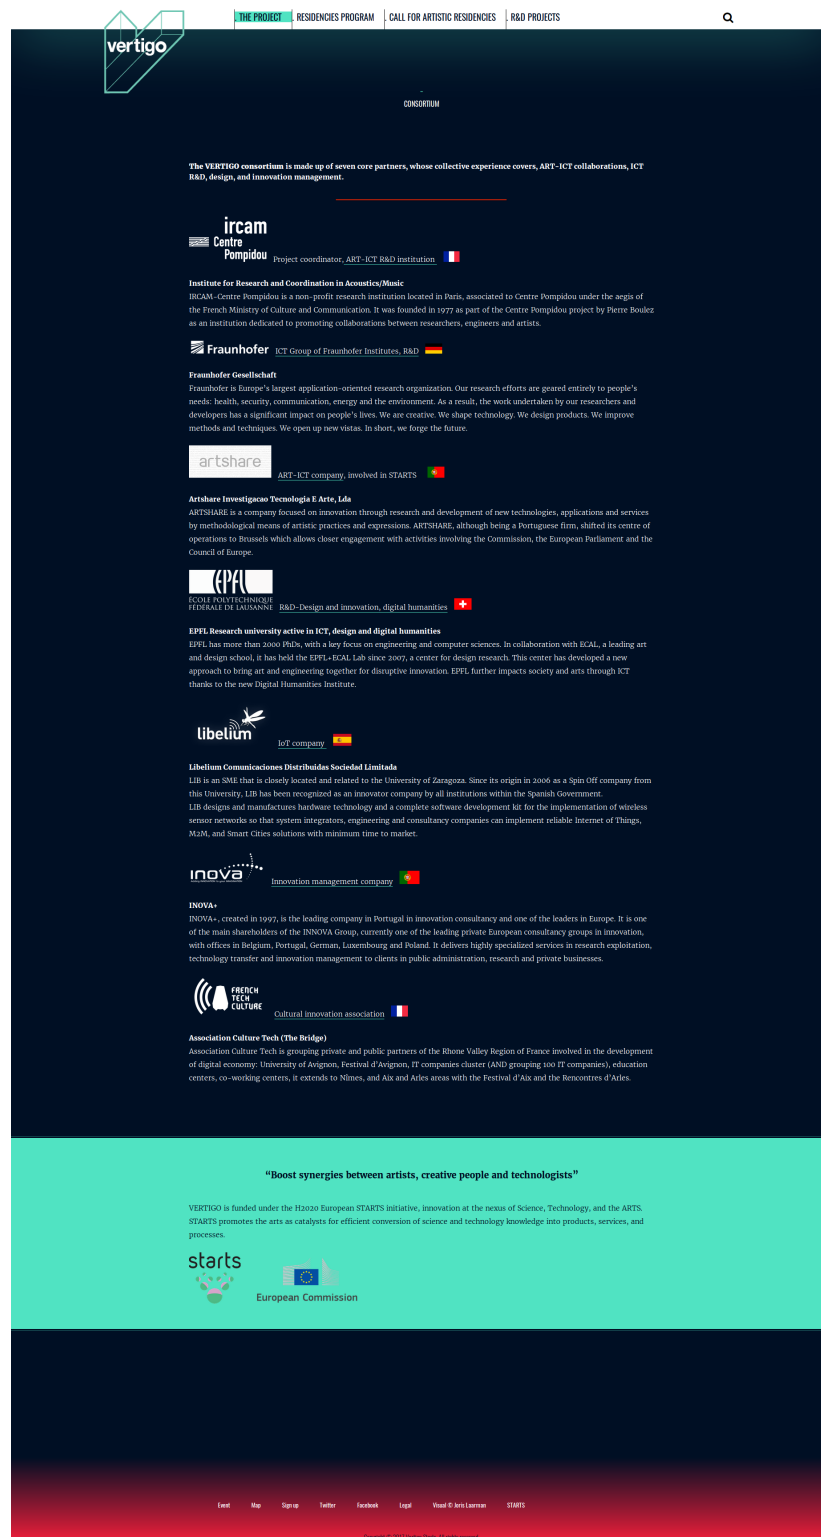 . THE PROJECT . RESIDENCIES PROGRAM . CALL FOR ARTISTIC RESIDENCIES . R&D PROJECTS
vertigo
–
CONSORTIUM
The VERTIGO consortium is made up of seven core partners, whose collective experience covers, ART-ICT collaborations, ICT
R&D, design, and innovation management.
ircam
Centre
Pompidou Project coordinator, ART-ICT R&D institution
Institute for Research and Coordination in Acoustics/Music
IRCAM-Centre Pompidou is a non-profit research institution located in Paris, associated to Centre Pompidou under the aegis of
the French Ministry of Culture and Communication. It was founded in 1977 as part of the Centre Pompidou project by Pierre Boulez
as an institution dedicated to promoting collaborations between researchers, engineers and artists.
Fraunhofer ICT Group of Fraunhofer Institutes, R&D
Fraunhofer Gesellschaft
Fraunhofer is Europe's largest application-oriented research organization. Our research efforts are geared entirely to people's
needs: health, security, communication, energy and the environment. As a result, the work undertaken by our researchers and
developers has a significant impact on people's lives. We are creative. We shape technology. We design products. We improve
methods and techniques. We open up new vistas. In short, we forge the future.
artshare ART-ICT company, involved in STARTS
Artshare Investigacao Tecnologia E Arte, Lda
ARTSHARE is a company focused on innovation through research and development of new technologies, applications and services
by methodological means of artistic practices and expressions. ARTSHARE, although being a Portuguese firm, shifted its centre of
operations to Brussels which allows closer engagement with activities involving the Commission, the European Parliament and the
Council of Europe.
EPFL
ÉCOLE POLYTECHNIQUE
FÉDÉRALE DE LAUSANNE R&D-Design and innovation, digital humanities
EPFL Research university active in ICT, design and digital humanities
EPFL has more than 2000 PhDs, with a key focus on engineering and computer sciences. In collaboration with ECAL, a leading art
and design school, it has held the EPFL+ECAL Lab since 2007, a center for design research. This center has developed a new
approach to bring art and engineering together for disruptive innovation. EPFL further impacts society and arts through ICT
thanks to the new Digital Humanities Institute.
libelium IoT company
Libelium Comunicaciones Distribuidas Sociedad Limitada
LIB is an SME that is closely located and related to the University of Zaragoza. Since its origin in 2006 as a Spin Off company from
this University, LIB has been recognized as an innovator company by all institutions within the Spanish Government.
LIB designs and manufactures hardware technology and a complete software development kit for the implementation of wireless
sensor networks so that system integrators, engineering and consultancy companies can implement reliable Internet of Things,
M2M, and Smart Cities solutions with minimum time to market.
inova Innovation management company
INOVA+
INOVA+, created in 1997, is the leading company in Portugal in innovation consultancy and one of the leaders in Europe. It is one
of the main shareholders of the INNOVA Group, currently one of the leading private European consultancy groups in innovation,
with offices in Belgium, Portugal, German, Luxembourg and Poland. It delivers highly specialized services in research exploitation,
technology transfer and innovation management to clients in public administration, research and private businesses.
FRENCH
TECH
CULTURE Cultural innovation association
Association Culture Tech (The Bridge)
Association Culture Tech is grouping private and public partners of the Rhone Valley Region of France involved in the development
of digital economy: University of Avignon, Festival d'Avignon, IT companies cluster (AND grouping 100 IT companies), education
centers, co-working centers, it extends to Nîmes, and Aix and Arles areas with the Festival d'Aix and the Rencontres d'Arles.
“Boost synergies between artists, creative people and technologists”
VERTIGO is funded under the H2020 European STARTS initiative, innovation at the nexus of Science, Technology, and the ARTS.
STARTS promotes the arts as catalysts for efficient conversion of science and technology knowledge into products, services, and
processes.
starts
European Commission
Event Map Sign up Twitter Facebook Legal Visual © Joris Laarman STARTS